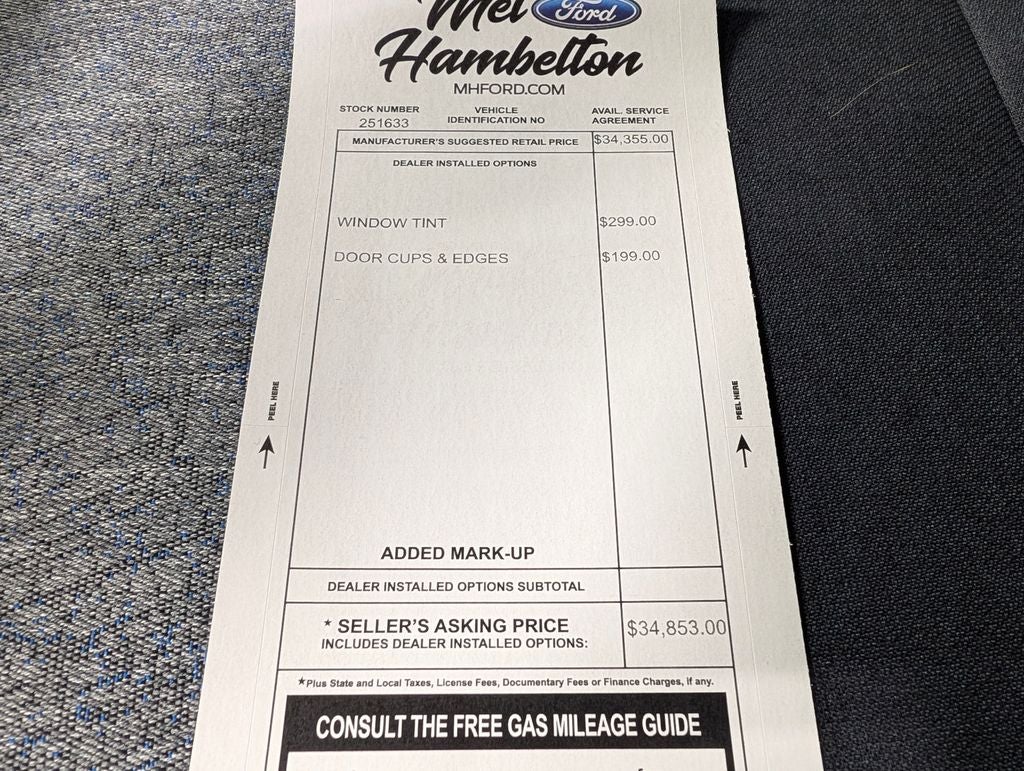 Mel Ford
Hambelton
MHFORD.COM
STOCK NUMBER
251633
VEHICLE
IDENTIFICATION NO
AVAIL. SERVICE
AGREEMENT
MANUFACTURER'S SUGGESTED RETAIL PRICE $34,355.00
DEALER INSTALLED OPTIONS
WINDOW TINT $299.00
DOOR CUPS & EDGES $199.00
PEEL HERE
PEEL HERE
ADDED MARK-UP
DEALER INSTALLED OPTIONS SUBTOTAL
* SELLER'S ASKING PRICE $34,853.00
INCLUDES DEALER INSTALLED OPTIONS:
*Plus State and Local Taxes, License Fees, Documentary Fees or Finance Charges, if any.
CONSULT THE FREE GAS MILEAGE GUIDE